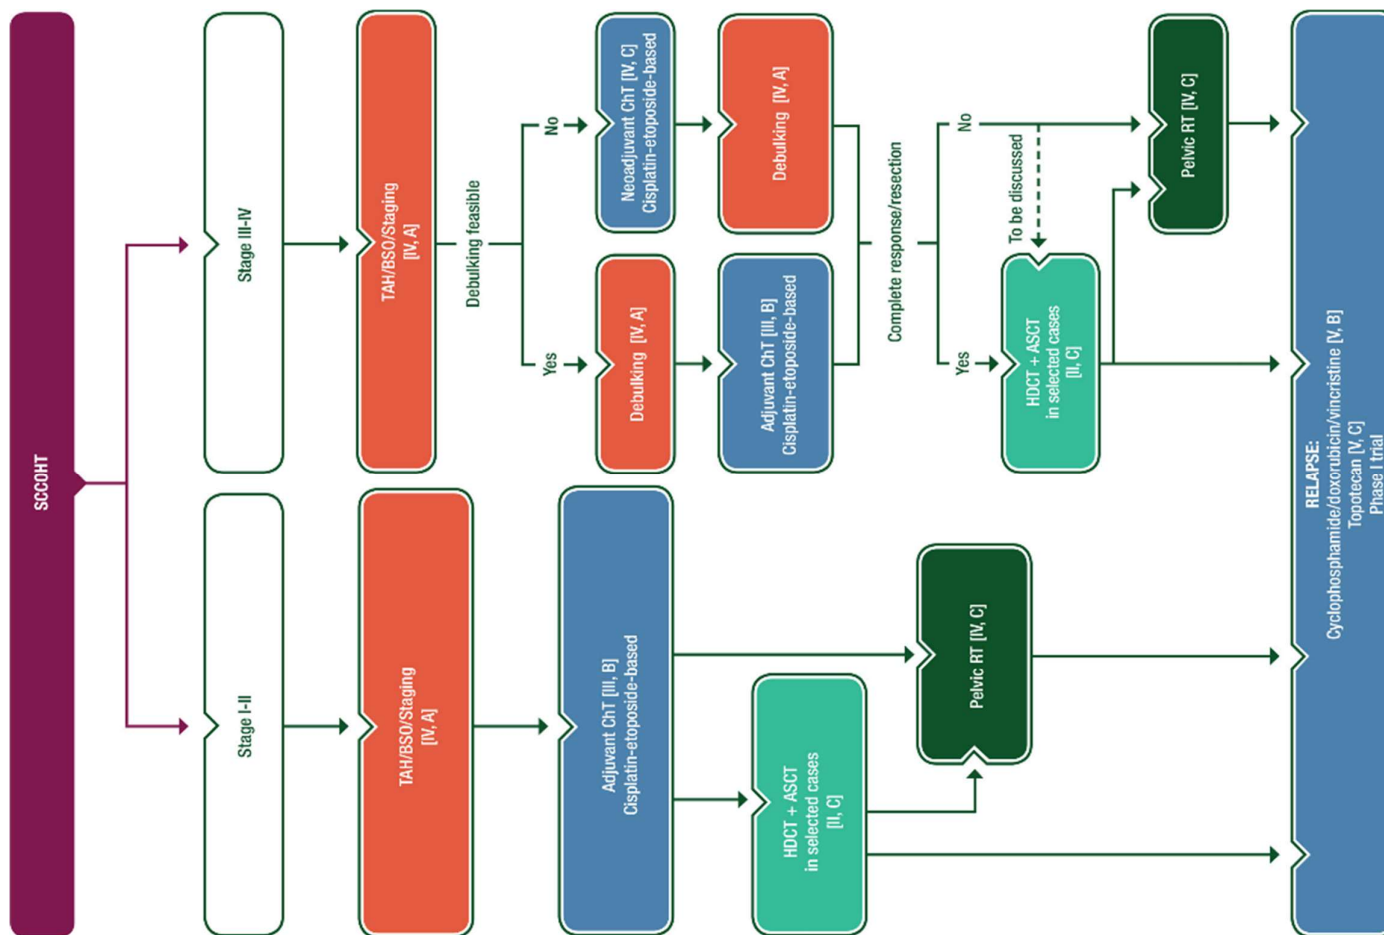 SCCOHT
Stage I-II
TAH/BSO/Staging
[IV, A]
Adjuvant ChT [III, B]
Cisplatin-etoposide-based
HDCT + ASCT
in selected cases
[II, C]
Pelvic RT [IV, C]
Stage III-IV
TAH/BSO/Staging
[IV, A]
Debulking feasible
Yes
No
Debulking [IV, A]
Adjuvant ChT [III, B]
Cisplatin-etoposide-based
Neoadjuvant ChT [IV, C]
Cisplatin-etoposide-based
Debulking [IV, A]
Complete response/resection
Yes
No
To be discussed
HDCT + ASCT
in selected cases
[II, C]
Pelvic RT [IV, C]
RELAPSE:
Cyclophosphamide/doxorubicin/vincristine [V, B]
Topotecan [V, C]
Phase I trial